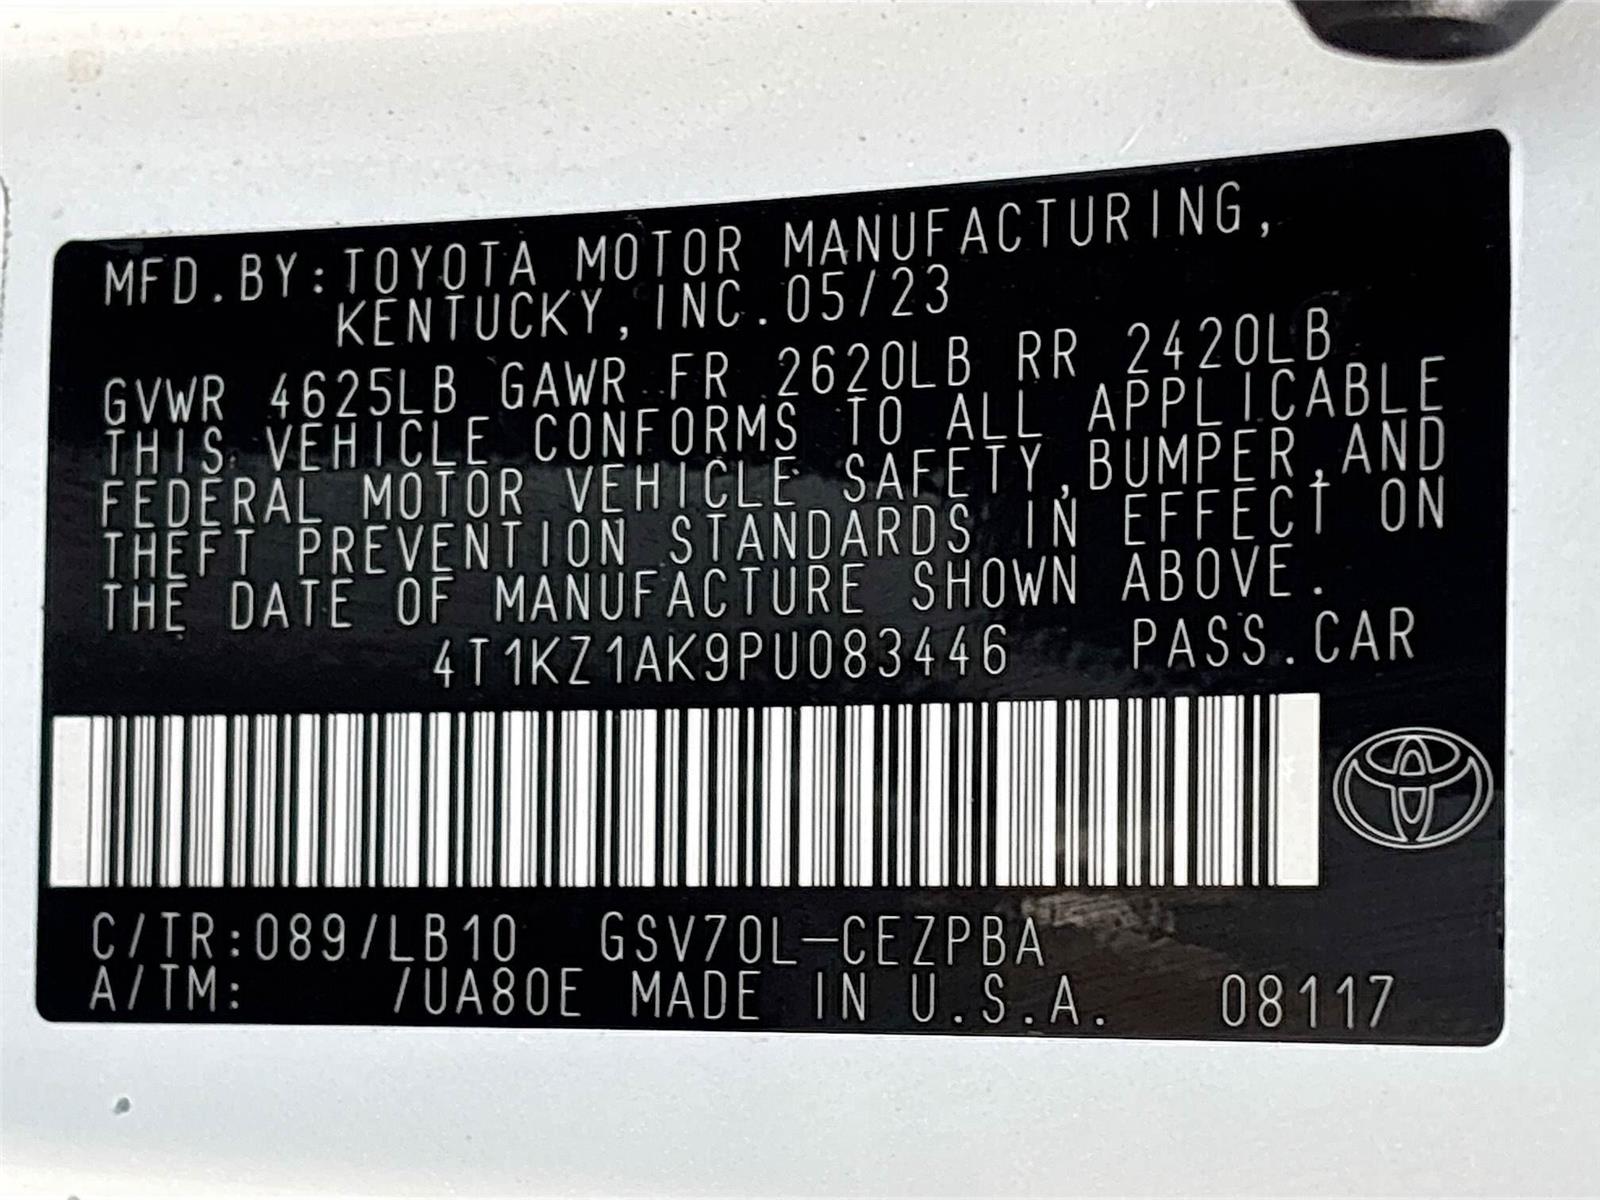 MFD.BY:TOYOTA MOTOR MANUFACTURING,
KENTUCKY, INC.05/23
GVWR 4625LB GAWR FR 2620LB RR 2420LB
THIS VEHICLE CONFORMS TO ALL APPLICABLE
FEDERAL MOTOR VEHICLE SAFETY,BUMPER,AND
THEFT PREVENTION STANDARDS IN EFFECT ON
THE DATE OF MANUFACTURE SHOWN ABOVE.
4T1KZ1AK9PU083446 PASS.CAR
C/TR:089/LB10 GSV70L-CEZPBA
A/TM: /UA80E MADE IN U.S.A. 08117